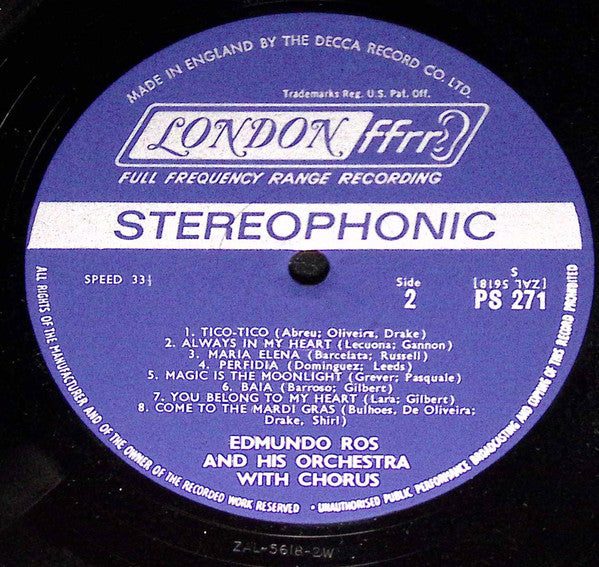 MADE IN ENGLAND BY THE DECCA RECORD CO. LTD.
Trademarks Reg. U.S. Pat. Off.
LONDON ffrr
FULL FREQUENCY RANGE RECORDING
STEREOPHONIC
SPEED 33⅓
Side
2
S
[ZAL 5618]
PS 271
1. TICO-TICO (Abreu; Oliveira, Drake)
2. ALWAYS IN MY HEART (Lecuona; Gannon)
3. MARIA ELENA (Barcelata; Russell)
4. PERFIDIA (Dominguez; Leeds)
5. MAGIC IS THE MOONLIGHT (Grever; Pasquale)
6. BAIA (Barroso; Gilbert)
7. YOU BELONG TO MY HEART (Lara; Gilbert)
8. COME TO THE MARDI GRAS (Bulhoes, De Oliveira;
Drake, Shirl)
EDMUNDO ROS
AND HIS ORCHESTRA
WITH CHORUS
ALL RIGHTS OF THE MANUFACTURER AND OF THE OWNER OF THE RECORDED WORK RESERVED • UNAUTHORISED PUBLIC PERFORMANCE BROADCASTING AND COPYING OF THIS RECORD PROHIBITED
ZAL-5618-2W